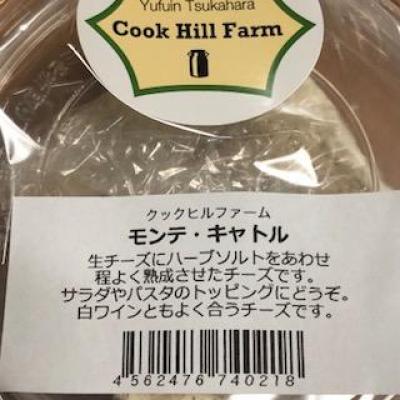 Yufuin Tsukahara
Cook Hill Farm
クックヒルファーム
モンテ・キャトル
生チーズにハーブソルトをあわせ
程よく熟成させたチーズです。
サラダやパスタのトッピングにどうぞ。
白ワインともよく合うチーズです。
4 562476 740218